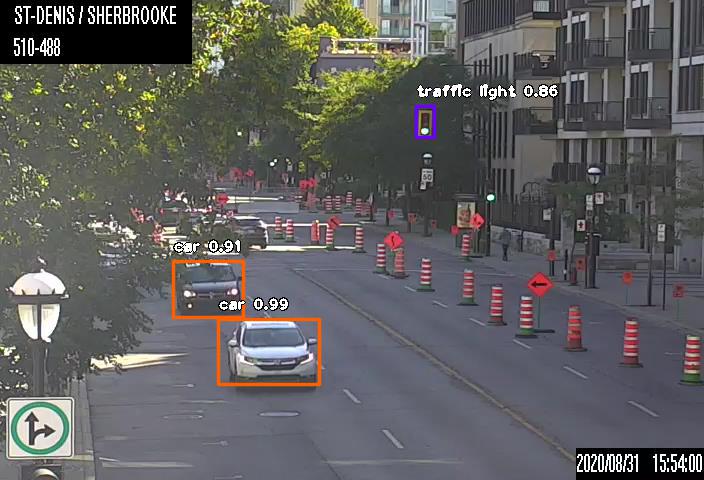 ST-DENIS / SHERBROOKE
510-488
traffic light 0.86
50
car 0.91
car 0.99
2020/08/31 15:54:00